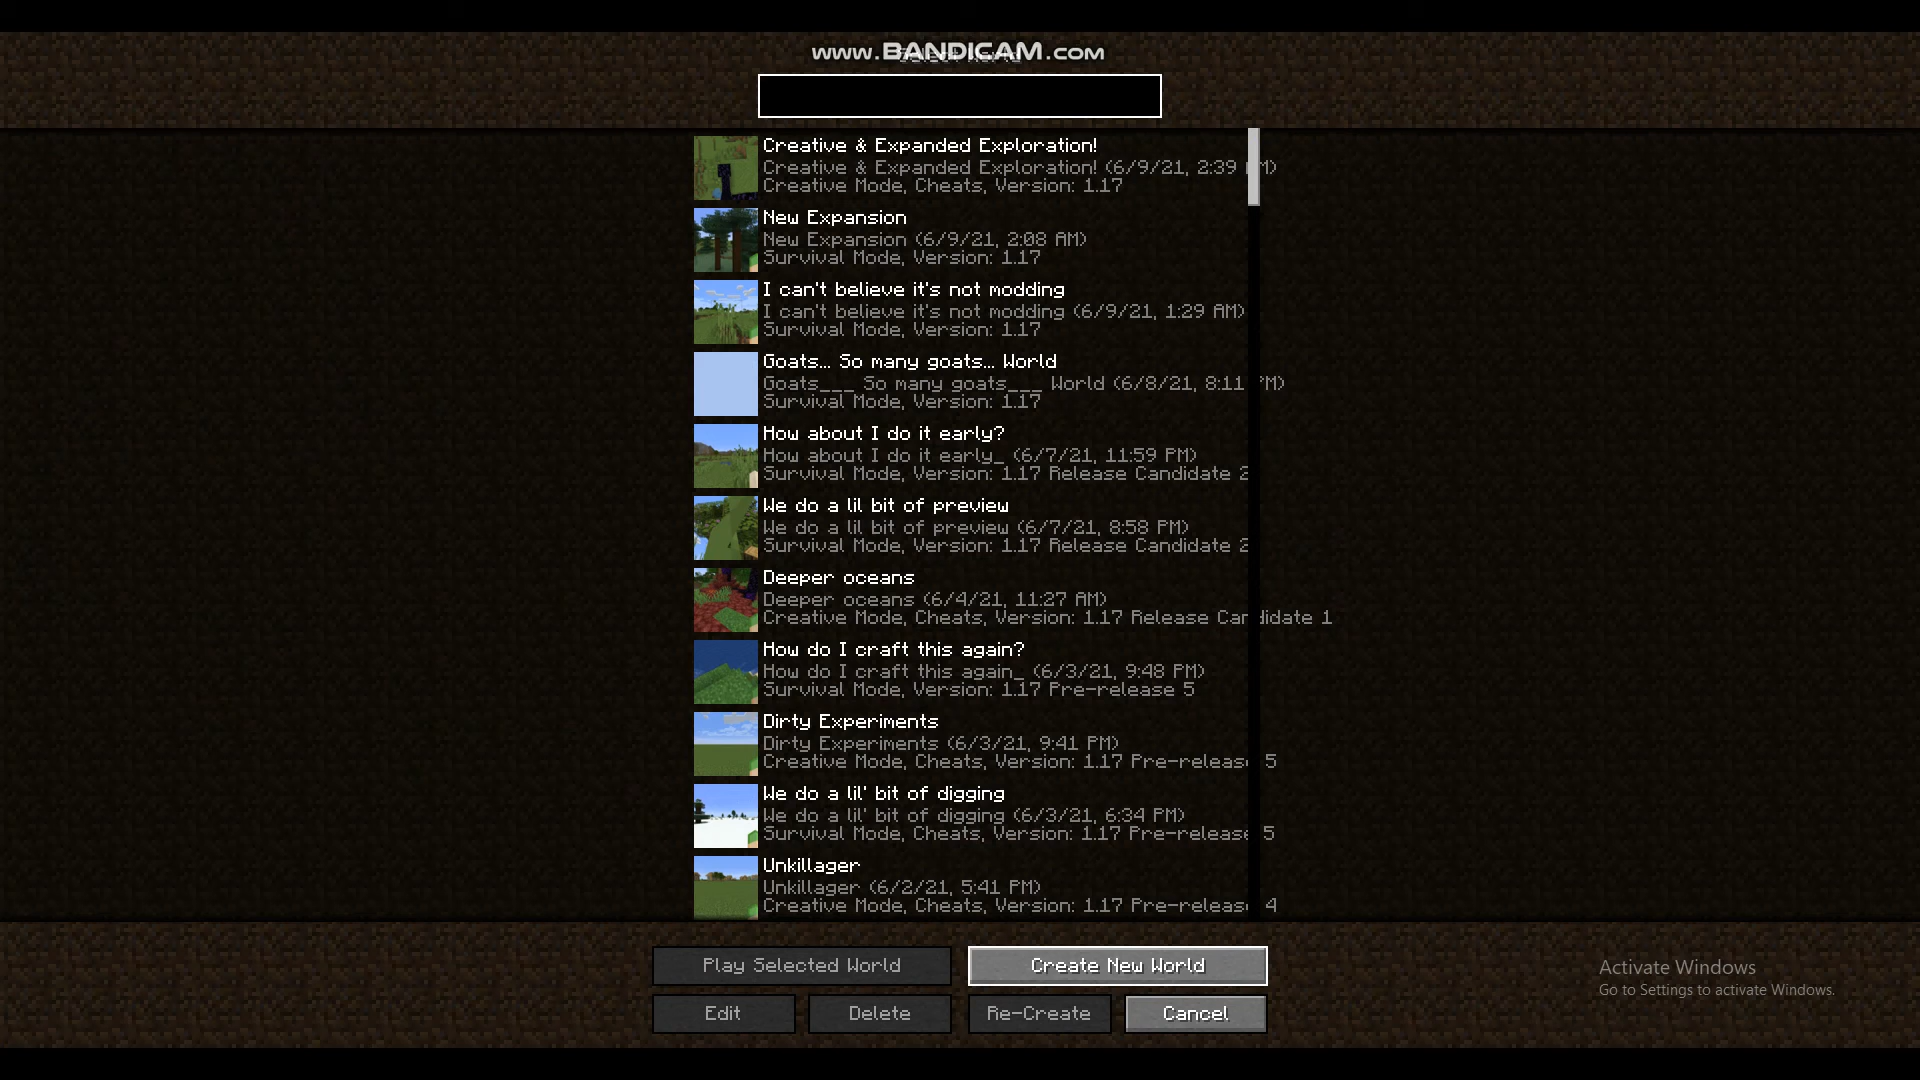 www.BANDICAM.com
Select World
Creative & Expanded Exploration!
Creative & Expanded Exploration! (6/9/21, 2:39 PM)
Creative Mode, Cheats, Version: 1.17
New Expansion
New Expansion (6/9/21, 2:08 AM)
Survival Mode, Version: 1.17
I can't believe it's not modding
I can't believe it's not modding (6/9/21, 1:29 AM)
Survival Mode, Version: 1.17
Goats... So many goats... World
Goats___ So many goats___ World (6/8/21, 8:11 PM)
Survival Mode, Version: 1.17
How about I do it early?
How about I do it early_ (6/7/21, 11:59 PM)
Survival Mode, Version: 1.17 Release Candidate 2
We do a lil bit of preview
We do a lil bit of preview (6/7/21, 8:58 PM)
Survival Mode, Version: 1.17 Release Candidate 2
Deeper oceans
Deeper oceans (6/4/21, 11:27 AM)
Creative Mode, Cheats, Version: 1.17 Release Candidate 1
How do I craft this again?
How do I craft this again_ (6/3/21, 9:48 PM)
Survival Mode, Version: 1.17 Pre-release 5
Dirty Experiments
Dirty Experiments (6/3/21, 9:41 PM)
Creative Mode, Cheats, Version: 1.17 Pre-release 5
We do a lil' bit of digging
We do a lil' bit of digging (6/3/21, 6:34 PM)
Survival Mode, Cheats, Version: 1.17 Pre-release 5
Unkillager
Unkillager (6/2/21, 5:41 PM)
Creative Mode, Cheats, Version: 1.17 Pre-release 4
Play Selected World
Create New World
Edit
Delete
Re-Create
Cancel
Activate Windows
Go to Settings to activate Windows.